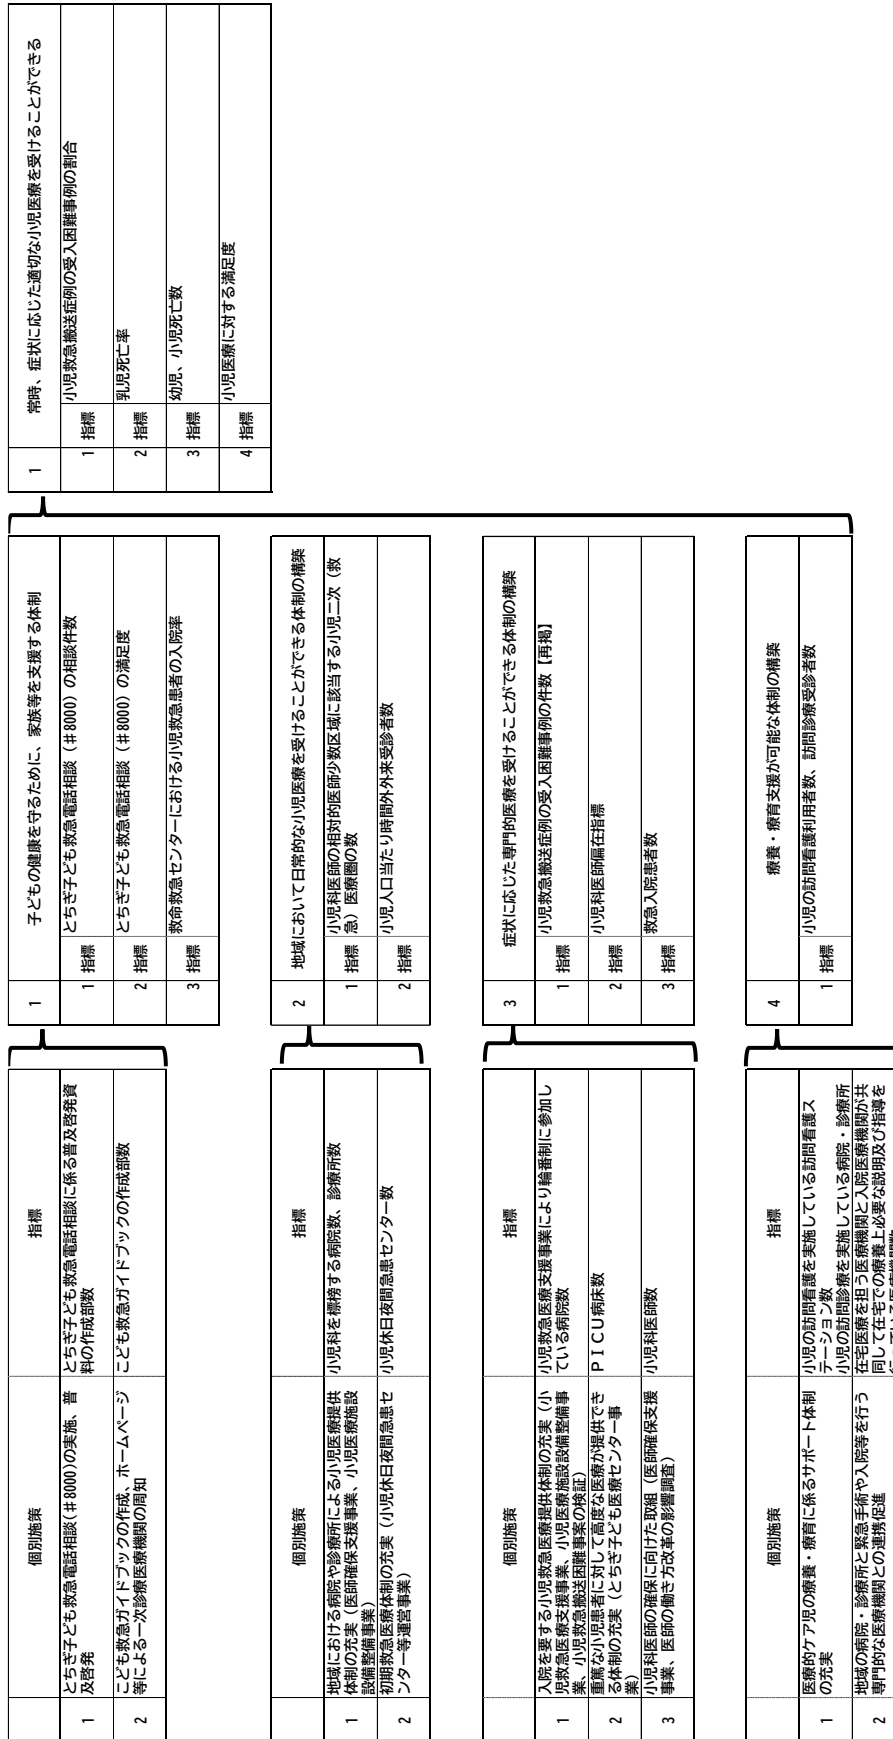 個別施策
指標
1
とちぎ子ども救急電話相談(♯8000)の実施、普
及啓発
とちぎ子ども救急電話相談に係る普及啓発資
料の作成部数
2
こども救急ガイドブックの作成、ホームページ
等による一次診療医療機関の周知
こども救急ガイドブックの作成部数
個別施策
指標
1
地域における病院や診療所による小児医療提供
体制の充実（医師確保支援事業、小児医療施設
設備整備事業）
小児科を標榜する病院数、診療所数
2
初期救急医療体制の充実（小児休日夜間急患セ
ンター等運営事業）
小児休日夜間急患センター数
個別施策
指標
1
入院を要する小児救急医療提供体制の充実（小
児救急医療支援事業、小児医療施設設備整備事
業、小児救急搬送困難事案の検証）
小児救急医療支援事業により輪番制に参加し
ている病院数
2
重篤な小児患者に対して高度な医療が提供でき
る体制の充実（とちぎ子ども医療センター事
業）
ＰＩＣＵ病床数
3
小児科医師の確保に向けた取組（医師確保支援
事業、医師の働き方改革の影響調査）
小児科医師数
個別施策
指標
1
医療的ケア児の療養・療育に係るサポート体制
の充実
小児の訪問看護を実施している訪問看護ス
テーション数
小児の訪問診療を実施している病院・診療所
2
地域の病院・診療所と緊急手術や入院等を行う
専門的な医療機関との連携促進
在宅医療を担う医療機関と入院医療機関が共
同して在宅での療養上必要な説明及び指導を
1
子どもの健康を守るために、家族等を支援する体制
1 指標
とちぎ子ども救急電話相談（♯8000）の相談件数
2 指標
とちぎ子ども救急電話相談（♯8000）の満足度
3 指標
救命救急センターにおける小児救急患者の入院率
2
地域において日常的な小児医療を受けることができる体制の構築
1 指標
小児科医師の相対的医師少数区域に該当する小児二次（救
急）医療圏の数
2 指標
小児人口当たり時間外外来受診者数
3
症状に応じた専門的医療を受けることができる体制の構築
1 指標
小児救急搬送症例の受入困難事例の件数【再掲】
2 指標
小児科医師偏在指標
3 指標
救急入院患者数
4
療養・療育支援が可能な体制の構築
1 指標
小児の訪問看護利用者数、訪問診療受診者数
1
常時、症状に応じた適切な小児医療を受けることができる
1 指標
小児救急搬送症例の受入困難事例の割合
2 指標
乳児死亡率
3 指標
幼児、小児死亡数
4 指標
小児医療に対する満足度